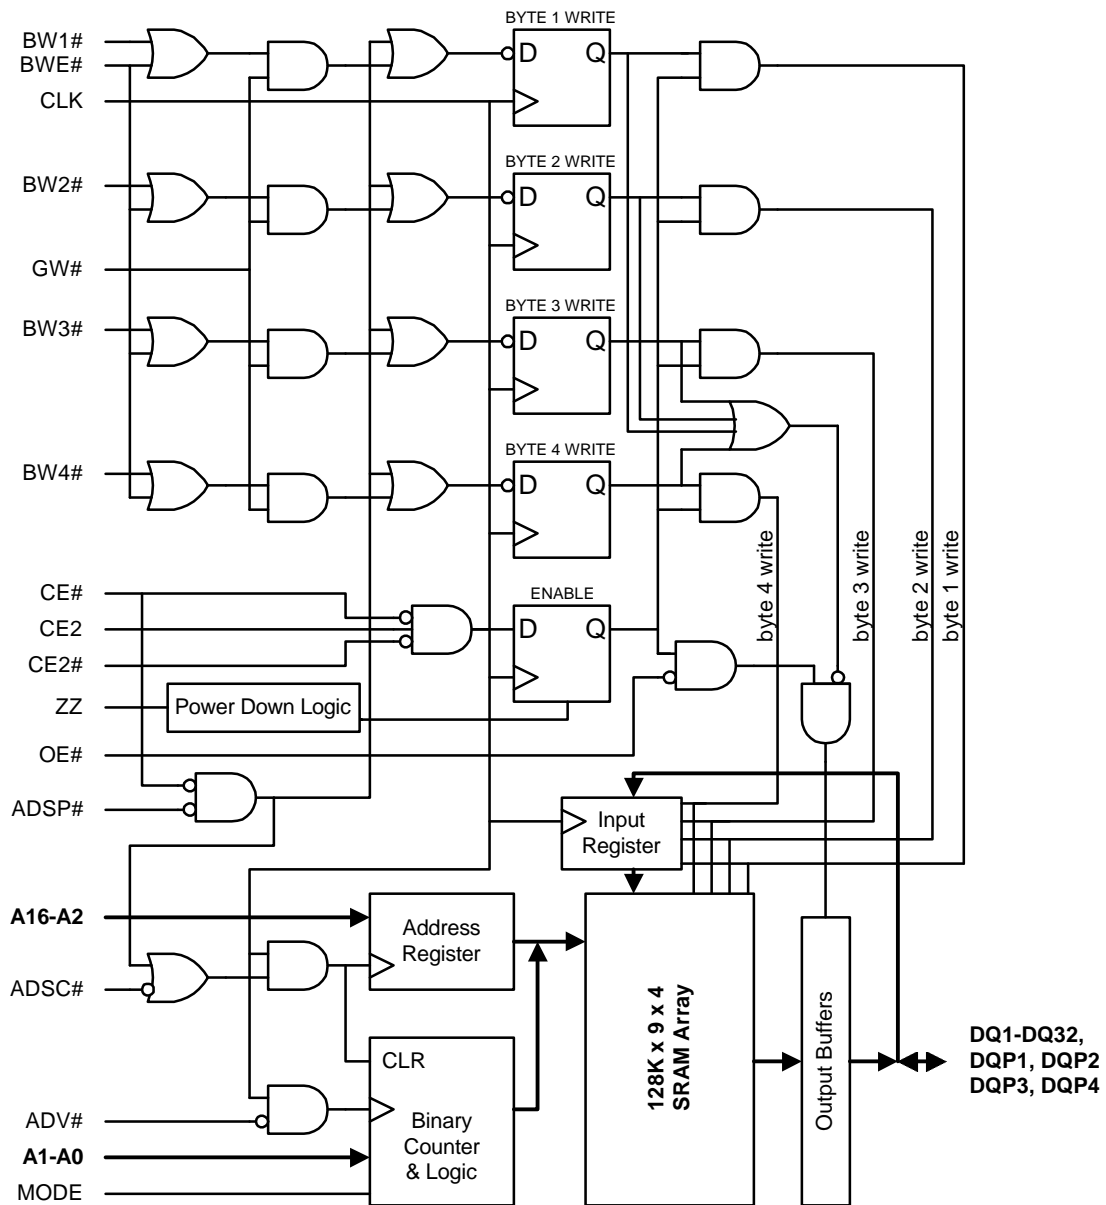 BYTE 1 WRITE
BW1#
BWE#
D
Q
CLK
BYTE 2 WRITE
BW2#
D
Q
GW#
BYTE 3 WRITE
BW3#
D
Q
BYTE 4 WRITE
BW4#
D
Q
byte 4 write
byte 3 write
byte 2 write
byte 1 write
CE#
ENABLE
CE2
D
Q
CE2#
ZZ
Power Down Logic
OE#
ADSP#
Input
Register
A16-A2
Address
Register
ADSC#
128K x 9 x 4
SRAM Array
Output Buffers
DQ1-DQ32,
DQP1, DQP2
DQP3, DQP4
CLR
ADV#
Binary
Counter
& Logic
A1-A0
MODE